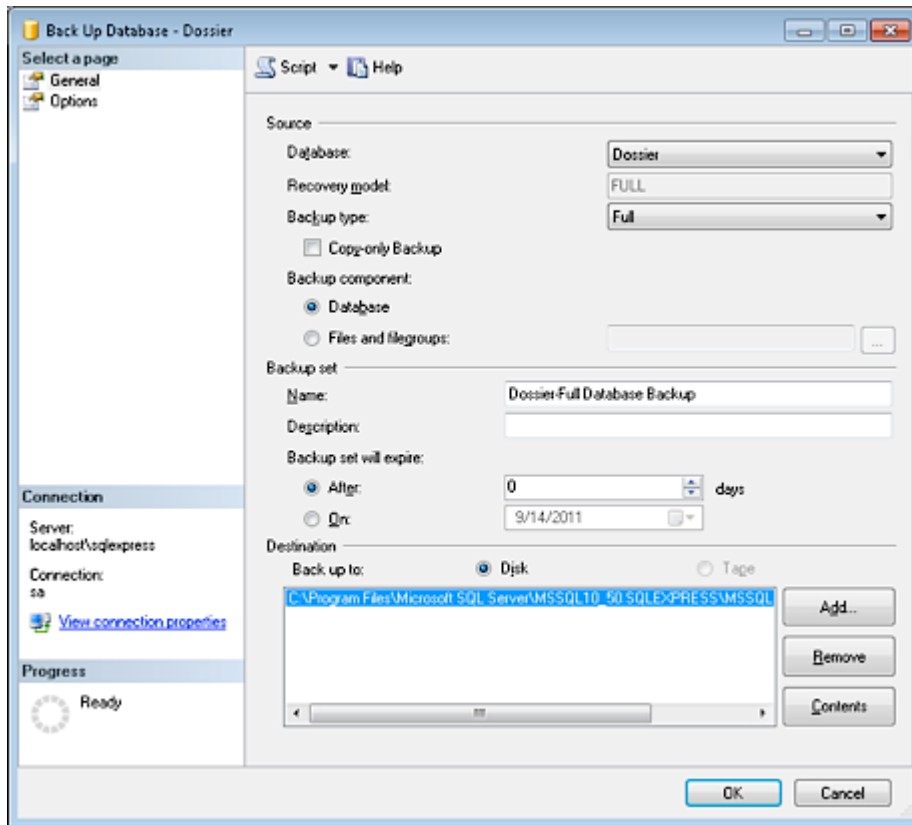 Back Up Database - Dossier
Select a page
General
Options
Script Help
Source
Database: Dossier
Recovery model: FULL
Backup type: Full
Copy-only Backup
Backup component:
Database
Files and filegroups: ...
Backup set
Name: Dossier-Full Database Backup
Description:
Backup set will expire:
After: 0 days
On: 9/14/2011
Destination
Back up to: Disk Tape
C:\Program Files\Microsoft SQL Server\MSSQL10_50.SQLEXPRESS\MSSQL
Add...
Remove
Contents
Connection
Server:
localhost\sqlexpress
Connection:
sa
View connection properties
Progress
Ready
OK Cancel